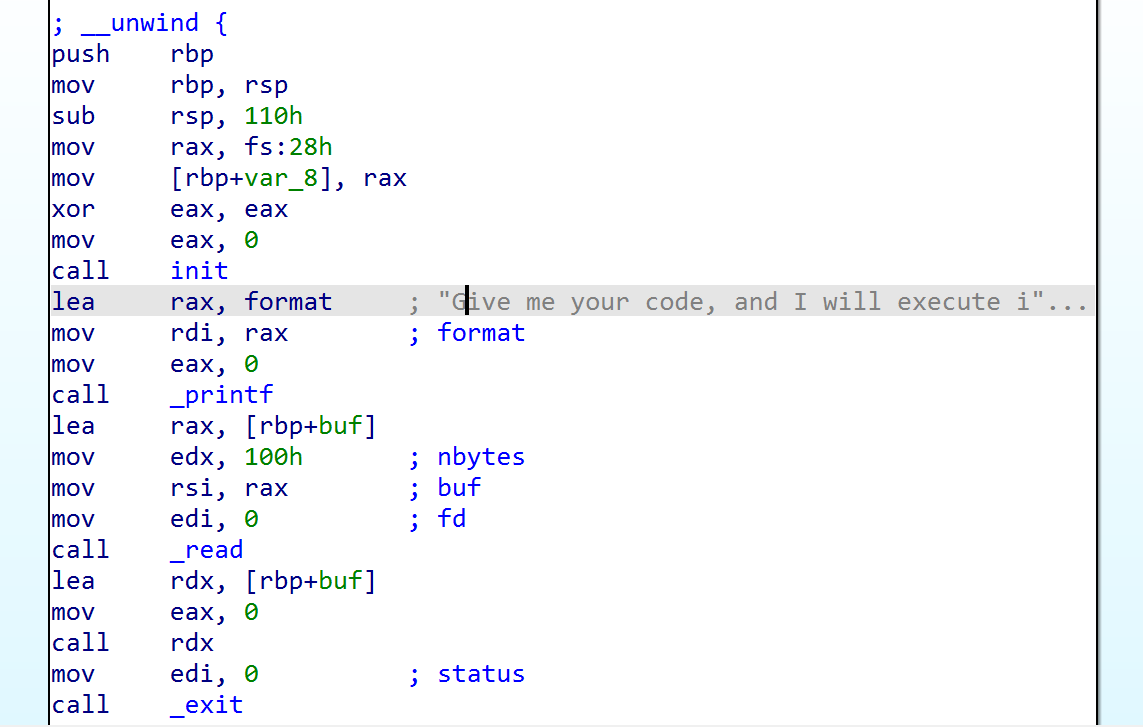 ; __unwind {
push    rbp
mov     rbp, rsp
sub     rsp, 110h
mov     rax, fs:28h
mov     [rbp+var_8], rax
xor     eax, eax
mov     eax, 0
call    init
lea     rax, format     ; "Give me your code, and I will execute i"...
mov     rdi, rax        ; format
mov     eax, 0
call    _printf
lea     rax, [rbp+buf]
mov     edx, 100h       ; nbytes
mov     rsi, rax        ; buf
mov     edi, 0          ; fd
call    _read
lea     rdx, [rbp+buf]
mov     eax, 0
call    rdx
mov     edi, 0          ; status
call    _exit